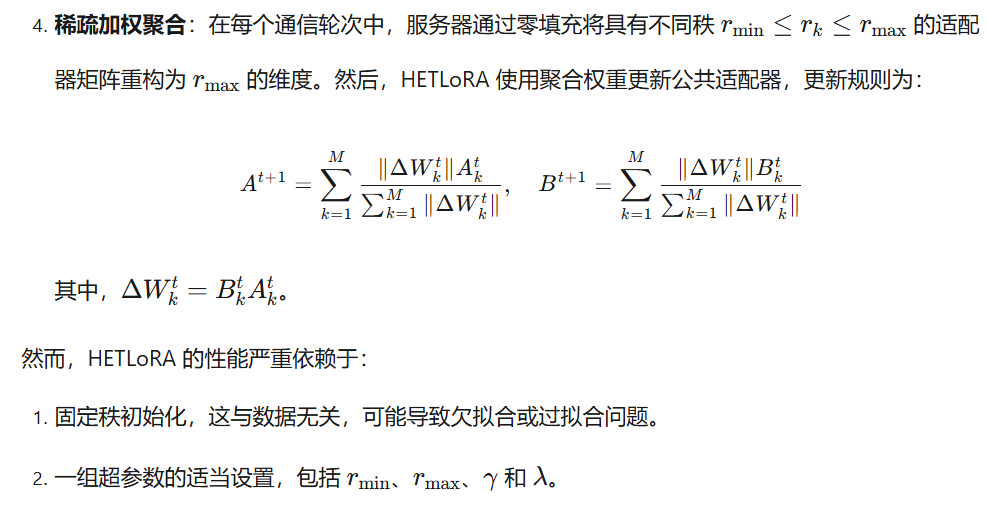 4. 稀疏加权聚合：在每个通信轮次中，服务器通过零填充将具有不同秩 $r_{\min} \leq r_k \leq r_{\max}$ 的适配
器矩阵重构为 $r_{\max}$ 的维度。然后，HETLoRA 使用聚合权重更新公共适配器，更新规则为：
$A^{t+1} = \sum_{k=1}^{M} \frac{\|\Delta W_k^t\| A_k^t}{\sum_{k=1}^{M} \|\Delta W_k^t\|}, \quad B^{t+1} = \sum_{k=1}^{M} \frac{\|\Delta W_k^t\| B_k^t}{\sum_{k=1}^{M} \|\Delta W_k^t\|}$
其中，$\Delta W_k^t = B_k^t A_k^t$。
然而，HETLoRA 的性能严重依赖于：
1. 固定秩初始化，这与数据无关，可能导致欠拟合或过拟合问题。
2. 一组超参数的适当设置，包括 $r_{\min}$、$r_{\max}$、$\gamma$ 和 $\lambda$。